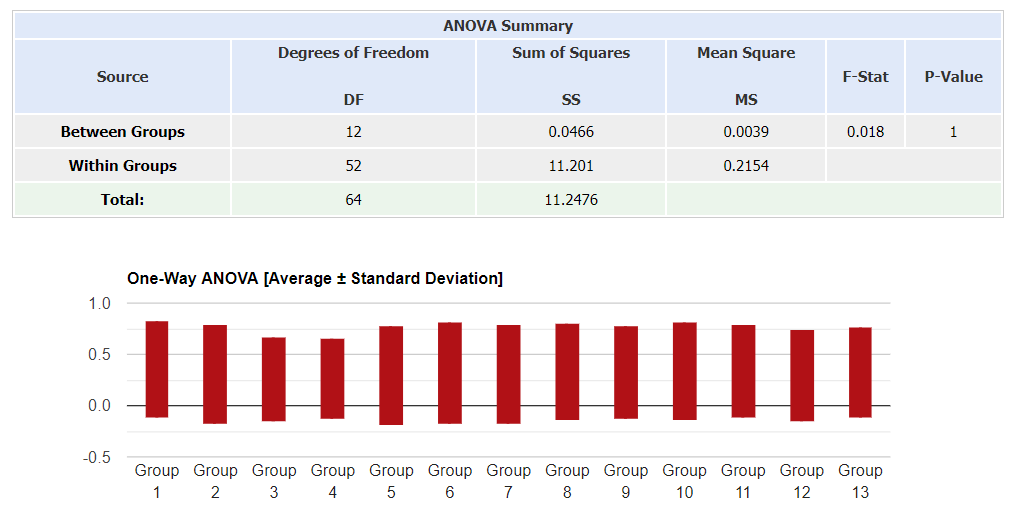 ANOVA Summary
Source Degrees of Freedom DF Sum of Squares SS Mean Square MS F-Stat P-Value
Between Groups 12 0.0466 0.0039 0.018 1
Within Groups 52 11.201 0.2154
Total: 64 11.2476
One-Way ANOVA [Average ± Standard Deviation]
1.0
0.5
0.0
-0.5
Group 1 Group 2 Group 3 Group 4 Group 5 Group 6 Group 7 Group 8 Group 9 Group 10 Group 11 Group 12 Group 13